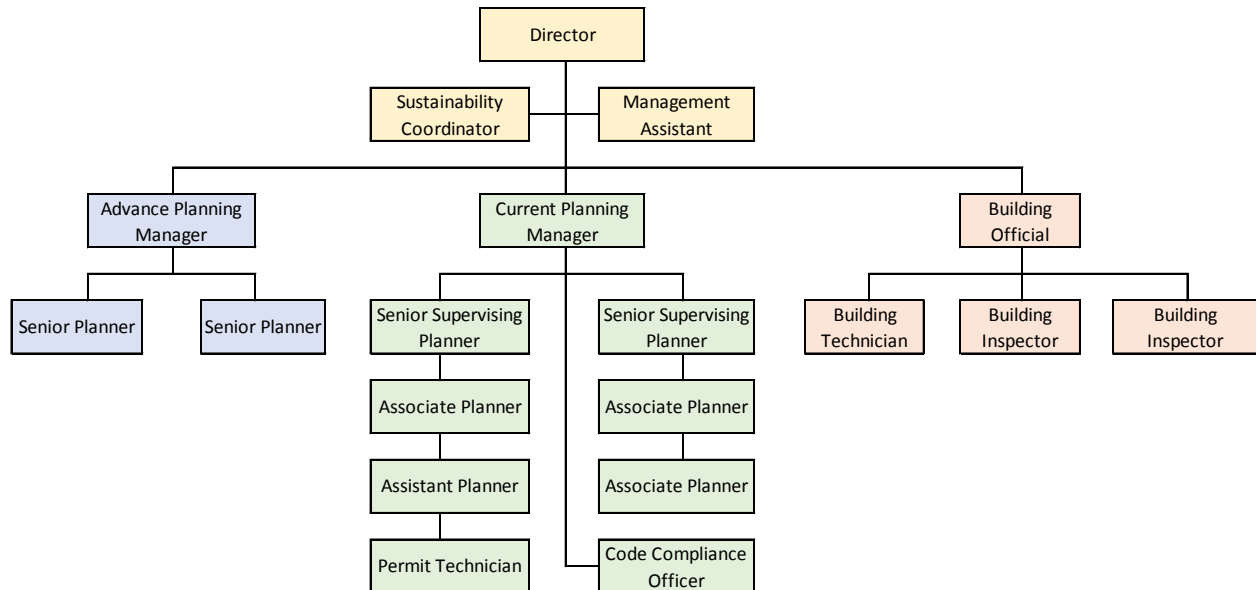 Director
Sustainability
Coordinator
Management
Assistant
Advance Planning
Manager
Current Planning
Manager
Building
Official
Senior Planner
Senior Planner
Senior Supervising
Planner
Senior Supervising
Planner
Building
Technician
Building
Inspector
Building
Inspector
Associate Planner
Associate Planner
Assistant Planner
Associate Planner
Permit Technician
Code Compliance
Officer